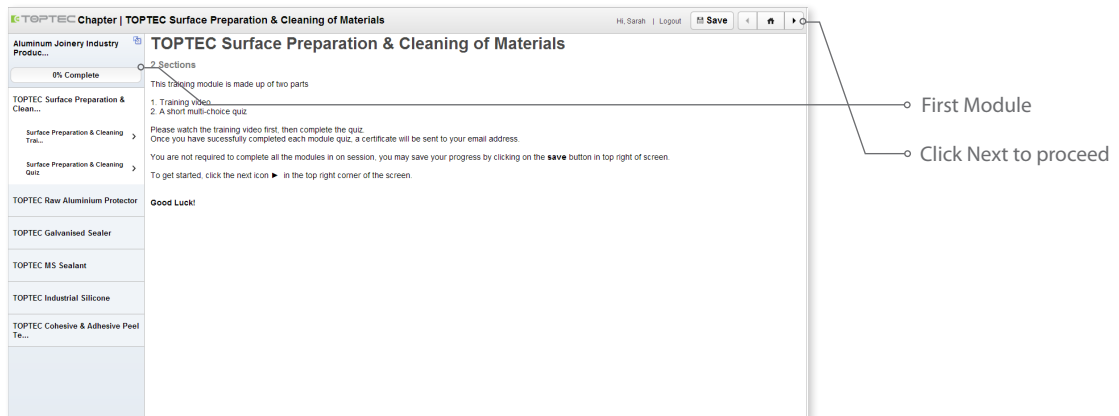 TOPTEC Chapter | TOPTEC Surface Preparation & Cleaning of Materials
Hi, Sarah | Logout
Save
Aluminum Joinery Industry
Produc...
0% Complete
TOPTEC Surface Preparation &
Clean...
Surface Preparation & Cleaning
Trai...
Surface Preparation & Cleaning
Quiz
TOPTEC Raw Aluminium Protector
TOPTEC Galvanised Sealer
TOPTEC MS Sealant
TOPTEC Industrial Silicone
TOPTEC Cohesive & Adhesive Peel
Te...
TOPTEC Surface Preparation & Cleaning of Materials
2 Sections
This training module is made up of two parts
1. Training video
2. A short multi-choice quiz
Please watch the training video first, then complete the quiz.
Once you have sucessfully completed each module quiz, a certificate will be sent to your email address.
You are not required to complete all the modules in on session, you may save your progress by clicking on the save button in top right of screen.
To get started, click the next icon ► in the top right corner of the screen.
Good Luck!
First Module
Click Next to proceed